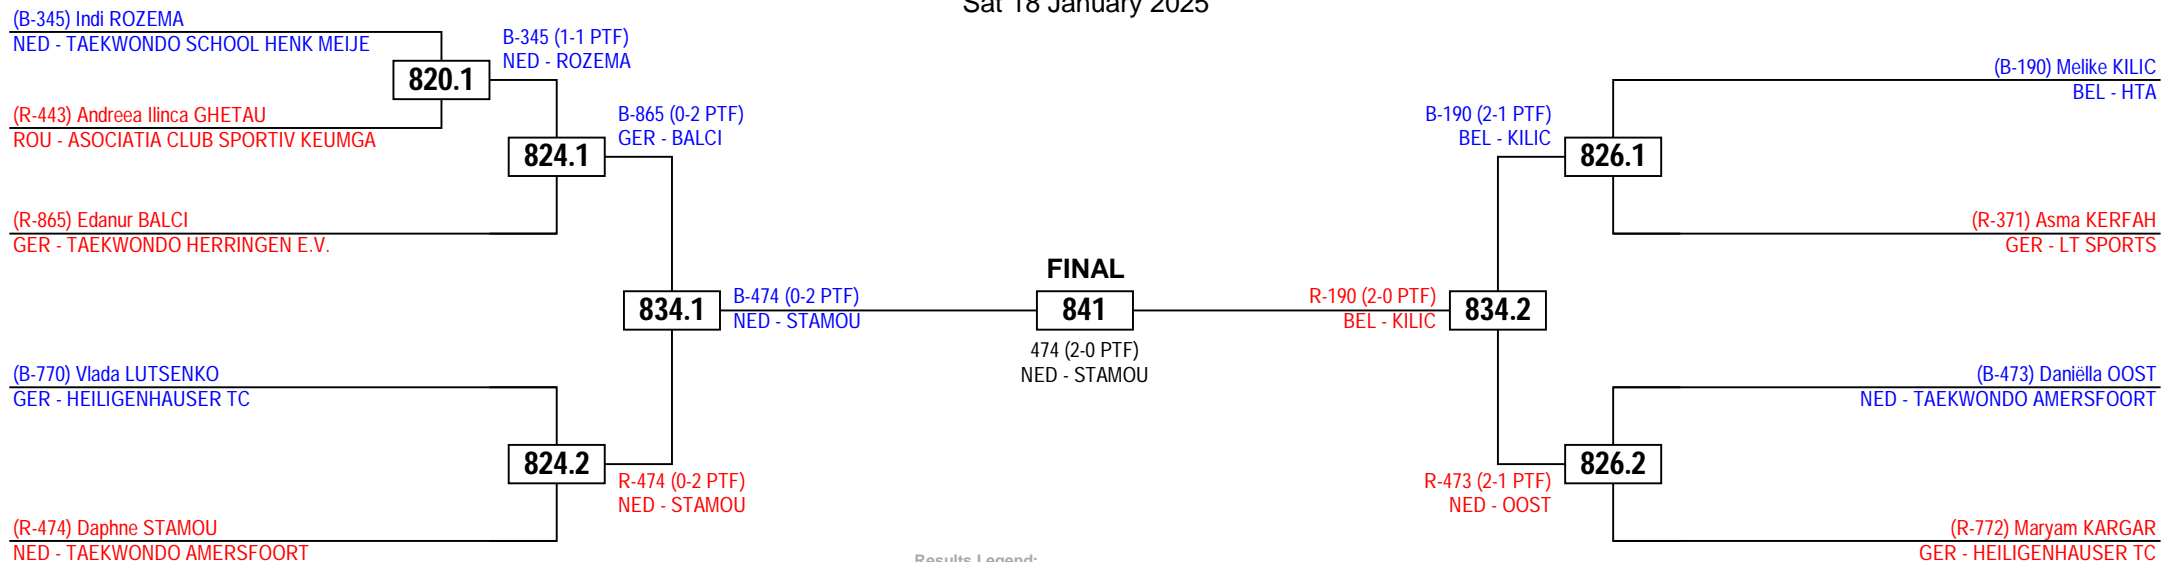 Sat 18 January 2025
(B-345) Indi ROZEMA
NED - TAEKWONDO SCHOOL HENK MEIJE
B-345 (1-1 PTF)
NED - ROZEMA
820.1
(R-443) Andreea Ilinca GHETAU
ROU - ASOCIATIA CLUB SPORTIV KEUMGA
B-865 (0-2 PTF)
GER - BALCI
824.1
(R-865) Edanur BALCI
GER - TAEKWONDO HERRINGEN E.V.
834.1
B-474 (0-2 PTF)
NED - STAMOU
(B-770) Vlada LUTSENKO
GER - HEILIGENHAUSER TC
824.2
R-474 (0-2 PTF)
NED - STAMOU
(R-474) Daphne STAMOU
NED - TAEKWONDO AMERSFOORT
FINAL
841
474 (2-0 PTF)
NED - STAMOU
(B-190) Melike KILIC
BEL - HTA
B-190 (2-1 PTF)
BEL - KILIC
826.1
(R-371) Asma KERFAH
GER - LT SPORTS
R-190 (2-0 PTF)
BEL - KILIC
834.2
(B-473) Daniëlla OOST
NED - TAEKWONDO AMERSFOORT
826.2
R-473 (2-1 PTF)
NED - OOST
(R-772) Maryam KARGAR
GER - HEILIGENHAUSER TC
Results Legend: